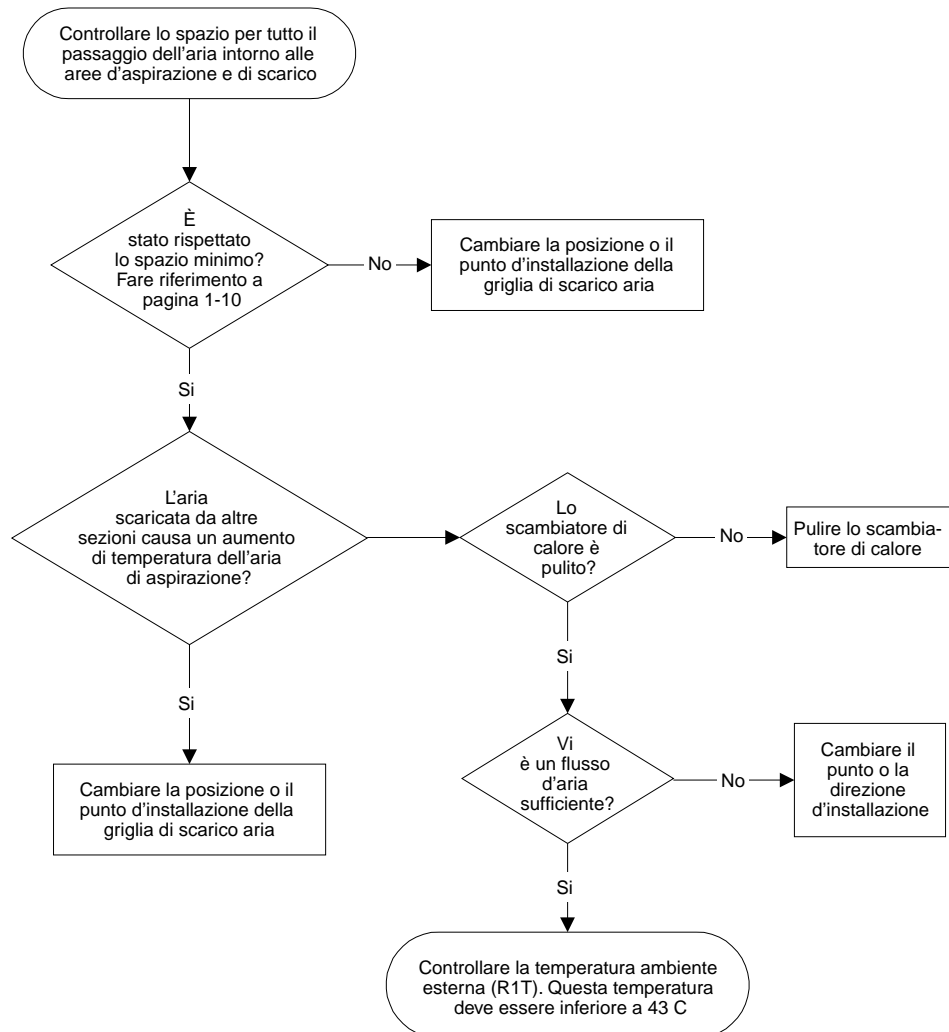 Controllare lo spazio per tutto il
passaggio dell'aria intorno alle
aree d'aspirazione e di scarico
È
stato rispettato
lo spazio minimo?
Fare riferimento a
pagina 1-10
No
Cambiare la posizione o il
punto d'installazione della
griglia di scarico aria
Si
L'aria
scaricata da altre
sezioni causa un aumento
di temperatura dell'aria
di aspirazione?
Lo
scambiatore di
calore è
pulito?
No
Pulire lo scambia-
tore di calore
Si
Si
Cambiare la posizione o il
punto d'installazione della
griglia di scarico aria
Vi
è un flusso
d'aria
sufficiente?
No
Cambiare il
punto o la
direzione
d'installazione
Si
Controllare la temperatura ambiente
esterna (R1T). Questa temperatura
deve essere inferiore a 43 C